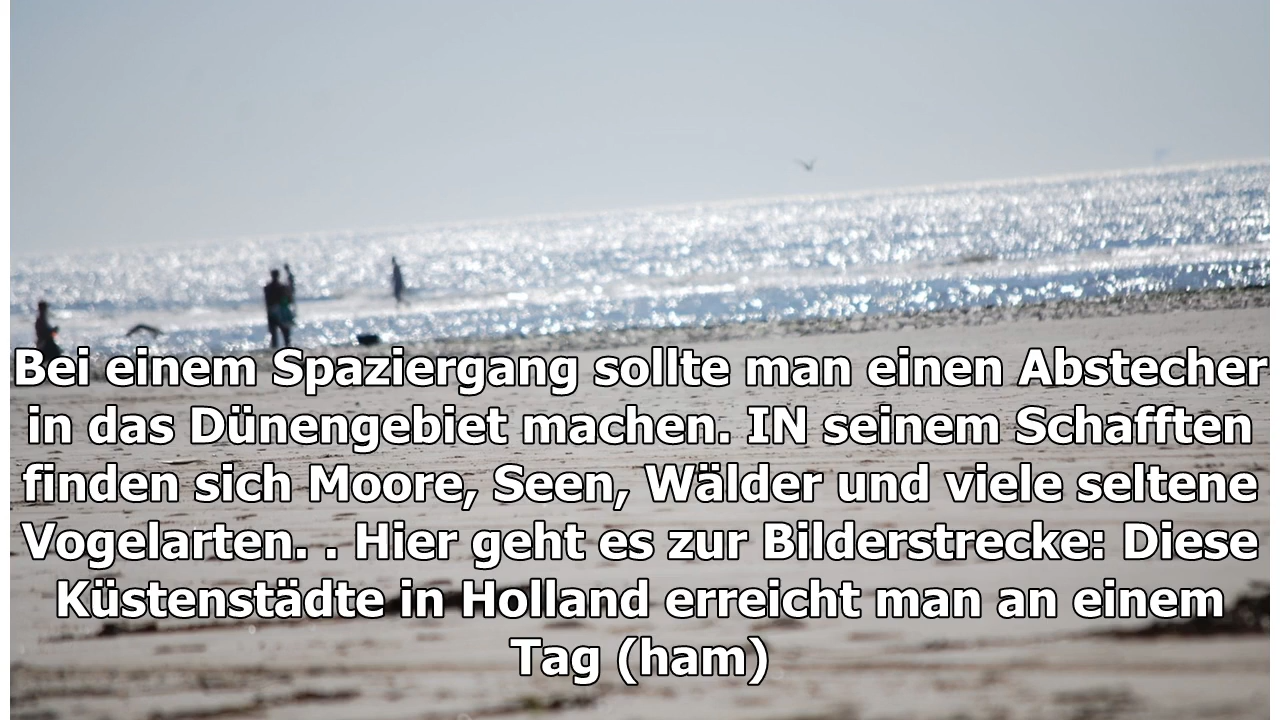 Bei einem Spaziergang sollte man einen Abstecher
in das Dünengebiet machen. IN seinem Schafften
finden sich Moore, Seen, Wälder und viele seltene
Vogelarten. . Hier geht es zur Bilderstrecke: Diese
Küstenstädte in Holland erreicht man an einem
Tag (ham)